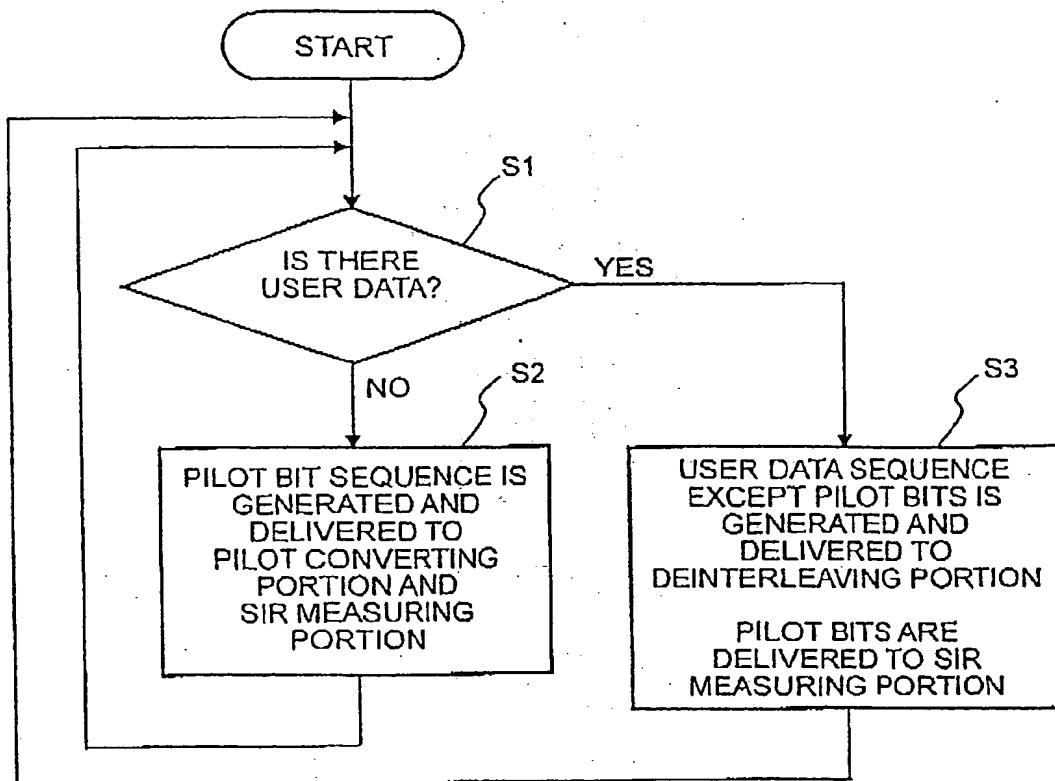 START
S1
IS THERE
USER DATA?
YES
NO
S2
PILOT BIT SEQUENCE IS
GENERATED AND
DELIVERED TO
PILOT CONVERTING
PORTION AND
SIR MEASURING
PORTION
S3
USER DATA SEQUENCE
EXCEPT PILOT BITS IS
GENERATED AND
DELIVERED TO
DEINTERLEAVING PORTION
PILOT BITS ARE
DELIVERED TO SIR
MEASURING PORTION